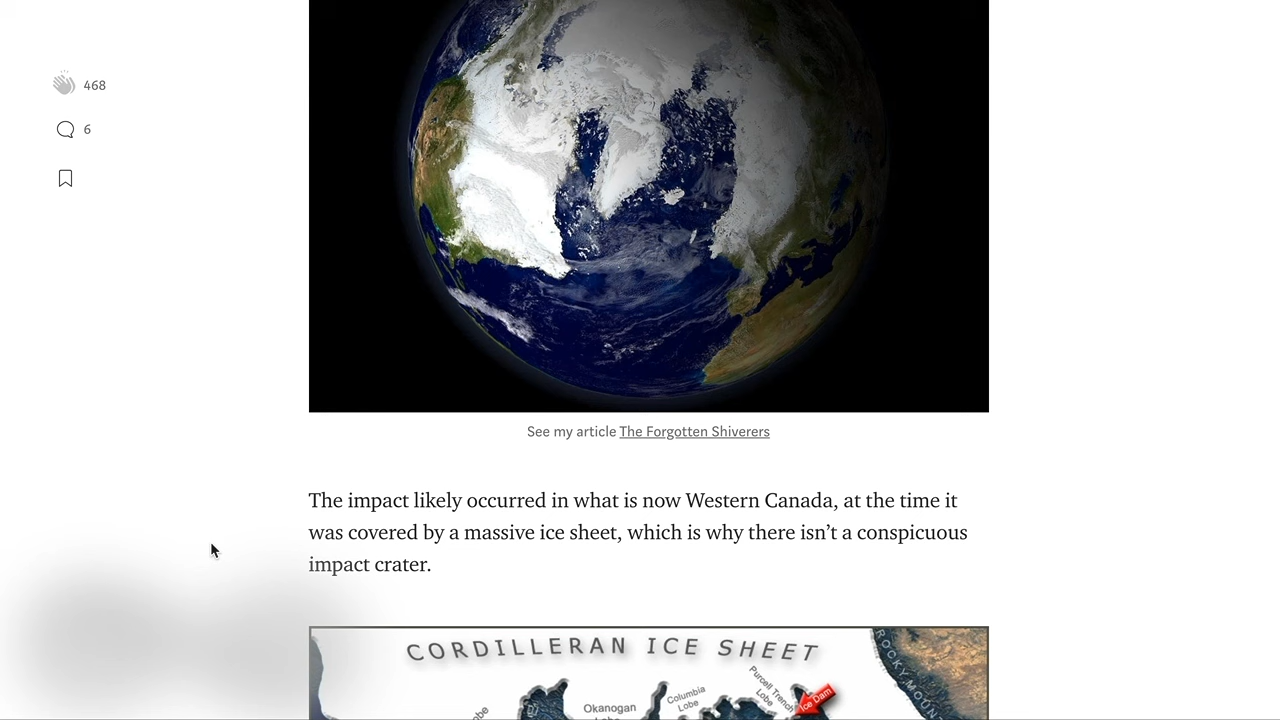 468
6
See my article The Forgotten Shiverers
The impact likely occurred in what is now Western Canada, at the time it
was covered by a massive ice sheet, which is why there isn’t a conspicuous
impact crater.
CORDILLERAN ICE SHEET
Purcell Trench
Lobe
Columbia
Lobe
Okanogan
Ice Dam